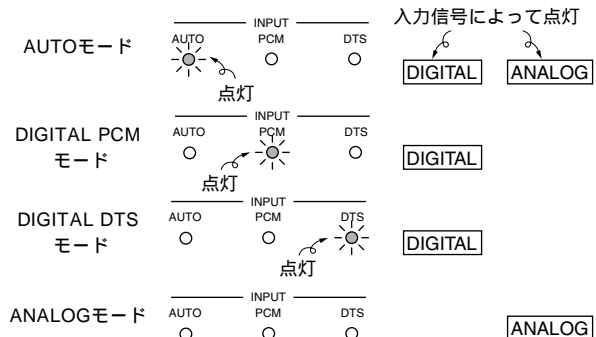 入力信号によって点灯
INPUT
AUTOモード AUTO PCM DTS
DIGITAL ANALOG
点灯
INPUT
DIGITAL PCM
モード
AUTO PCM DTS
DIGITAL
点灯
INPUT
DIGITAL DTS
モード
AUTO PCM DTS
DIGITAL
点灯
INPUT
ANALOGモード AUTO PCM DTS
ANALOG